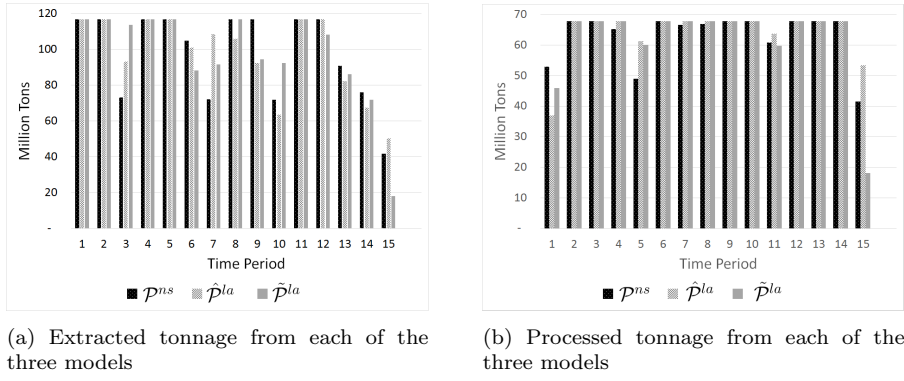 120
100
80
60
40
20
-
Million Tons
1 2 3 4 5 6 7 8 9 10 11 12 13 14 15
Time Period
𝒫ⁿˢ 𝒫̂ˡᵃ 𝒫̃ˡᵃ
(a) Extracted tonnage from each of the
three models
70
60
50
40
30
20
10
-
Million Tons
1 2 3 4 5 6 7 8 9 10 11 12 13 14 15
Time Period
𝒫ⁿˢ 𝒫̂ˡᵃ 𝒫̃ˡᵃ
(b) Processed tonnage from each of the
three models